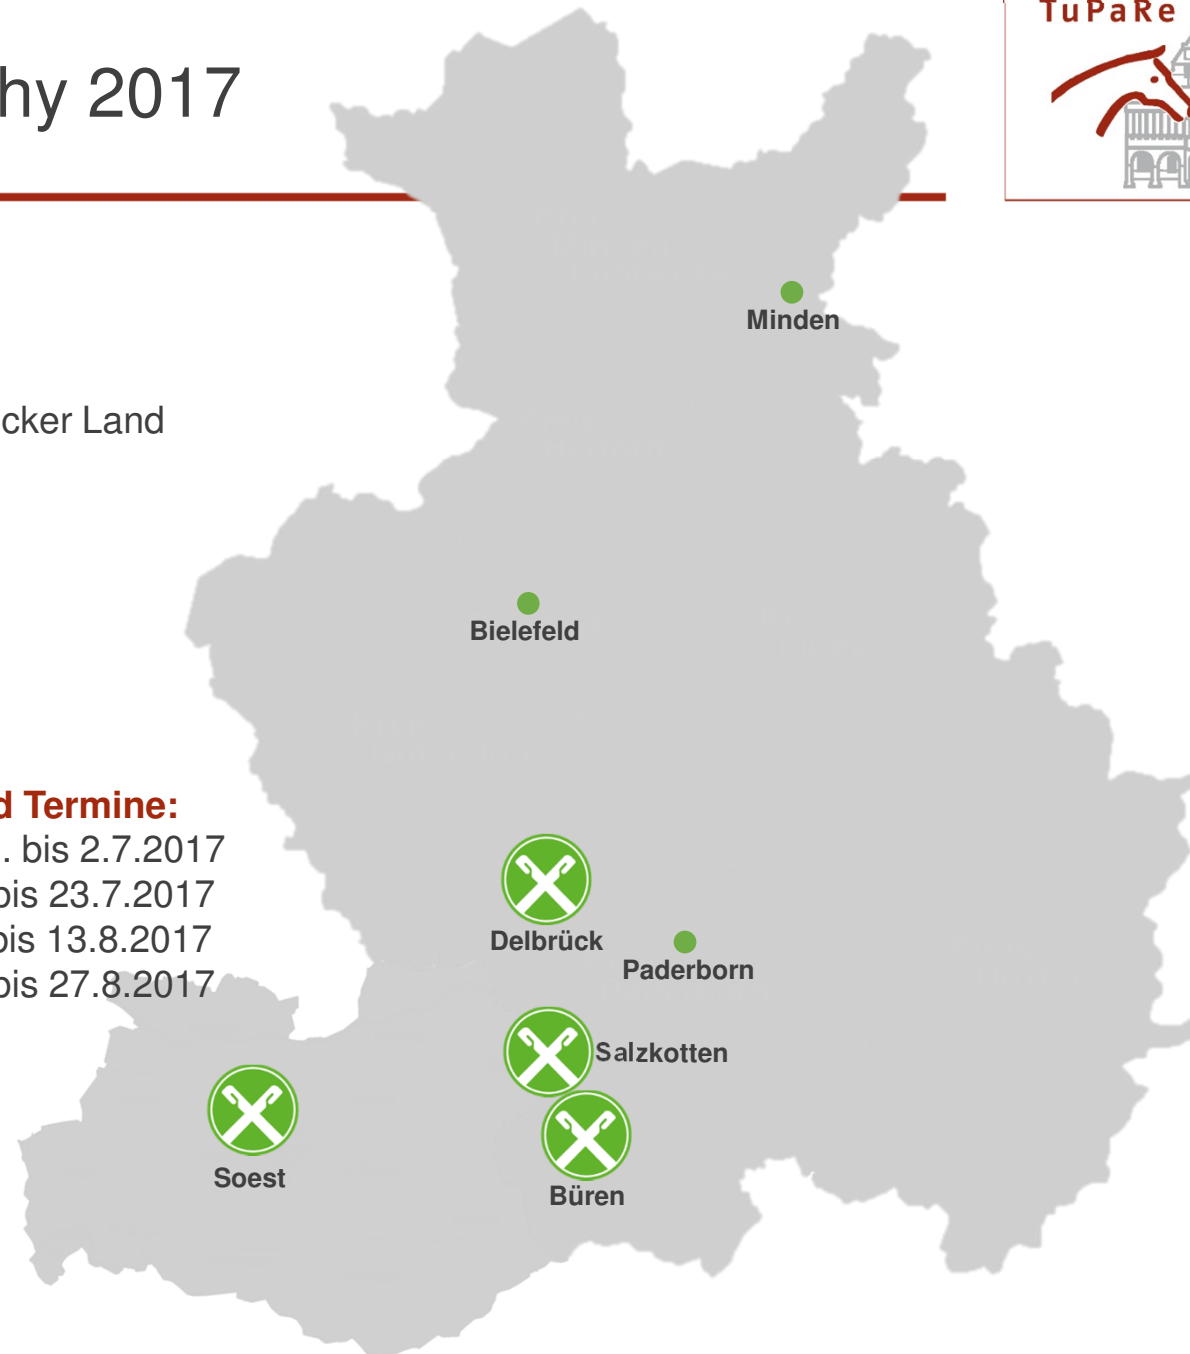 TuPaRe
hy 2017
Minden
cker Land
Bielefeld
d Termine:
. bis 2.7.2017
bis 23.7.2017
bis 13.8.2017
bis 27.8.2017
Delbrück
Paderborn
Salzkotten
Soest
Büren